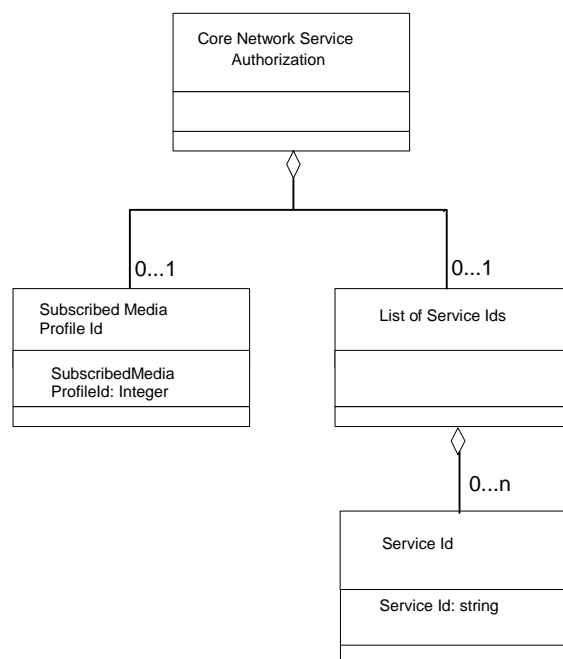 Core Network Service
Authorization
0...1
0...1
Subscribed Media
Profile Id
List of Service Ids
SubscribedMedia
ProfileId: Integer
0...n
Service Id
Service Id: string